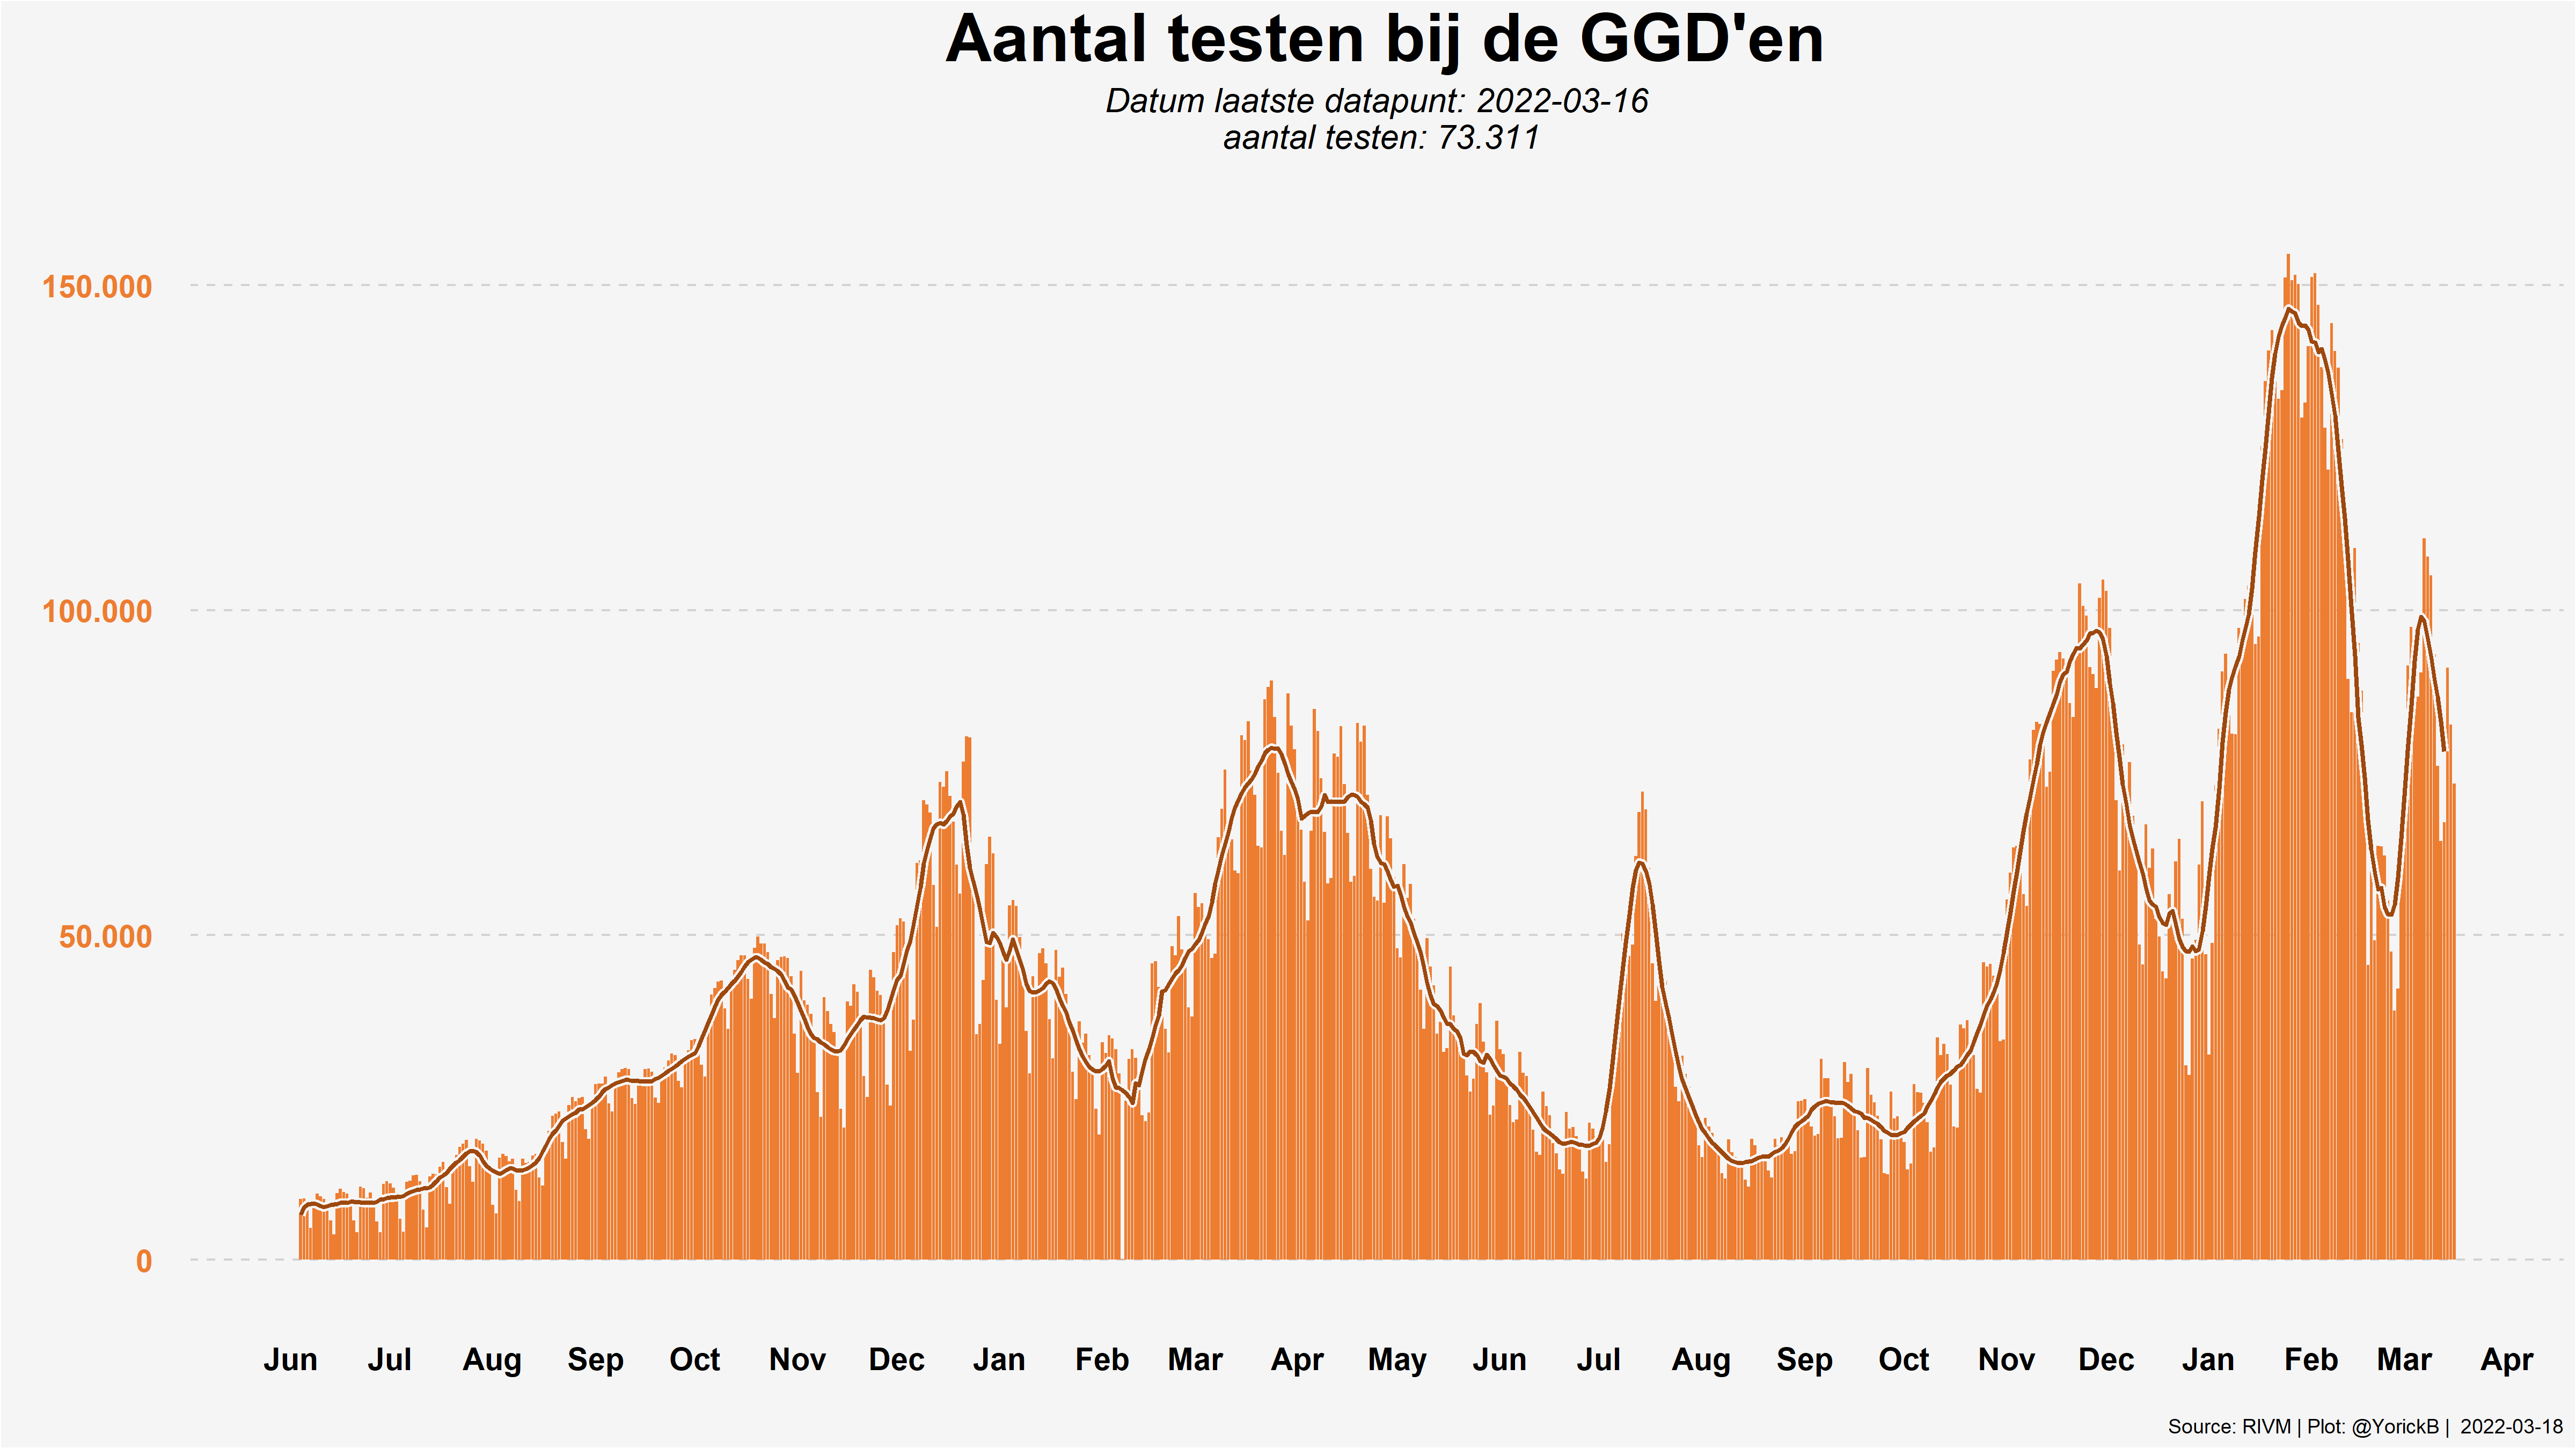 Aantal testen bij de GGD'en
Datum laatste datapunt: 2022-03-16
aantal testen: 73.311
150.000
100.000
50.000
0
Jun Jul Aug Sep Oct Nov Dec Jan Feb Mar Apr May Jun Jul Aug Sep Oct Nov Dec Jan Feb Mar Apr
Source: RIVM | Plot: @YorickB | 2022-03-18